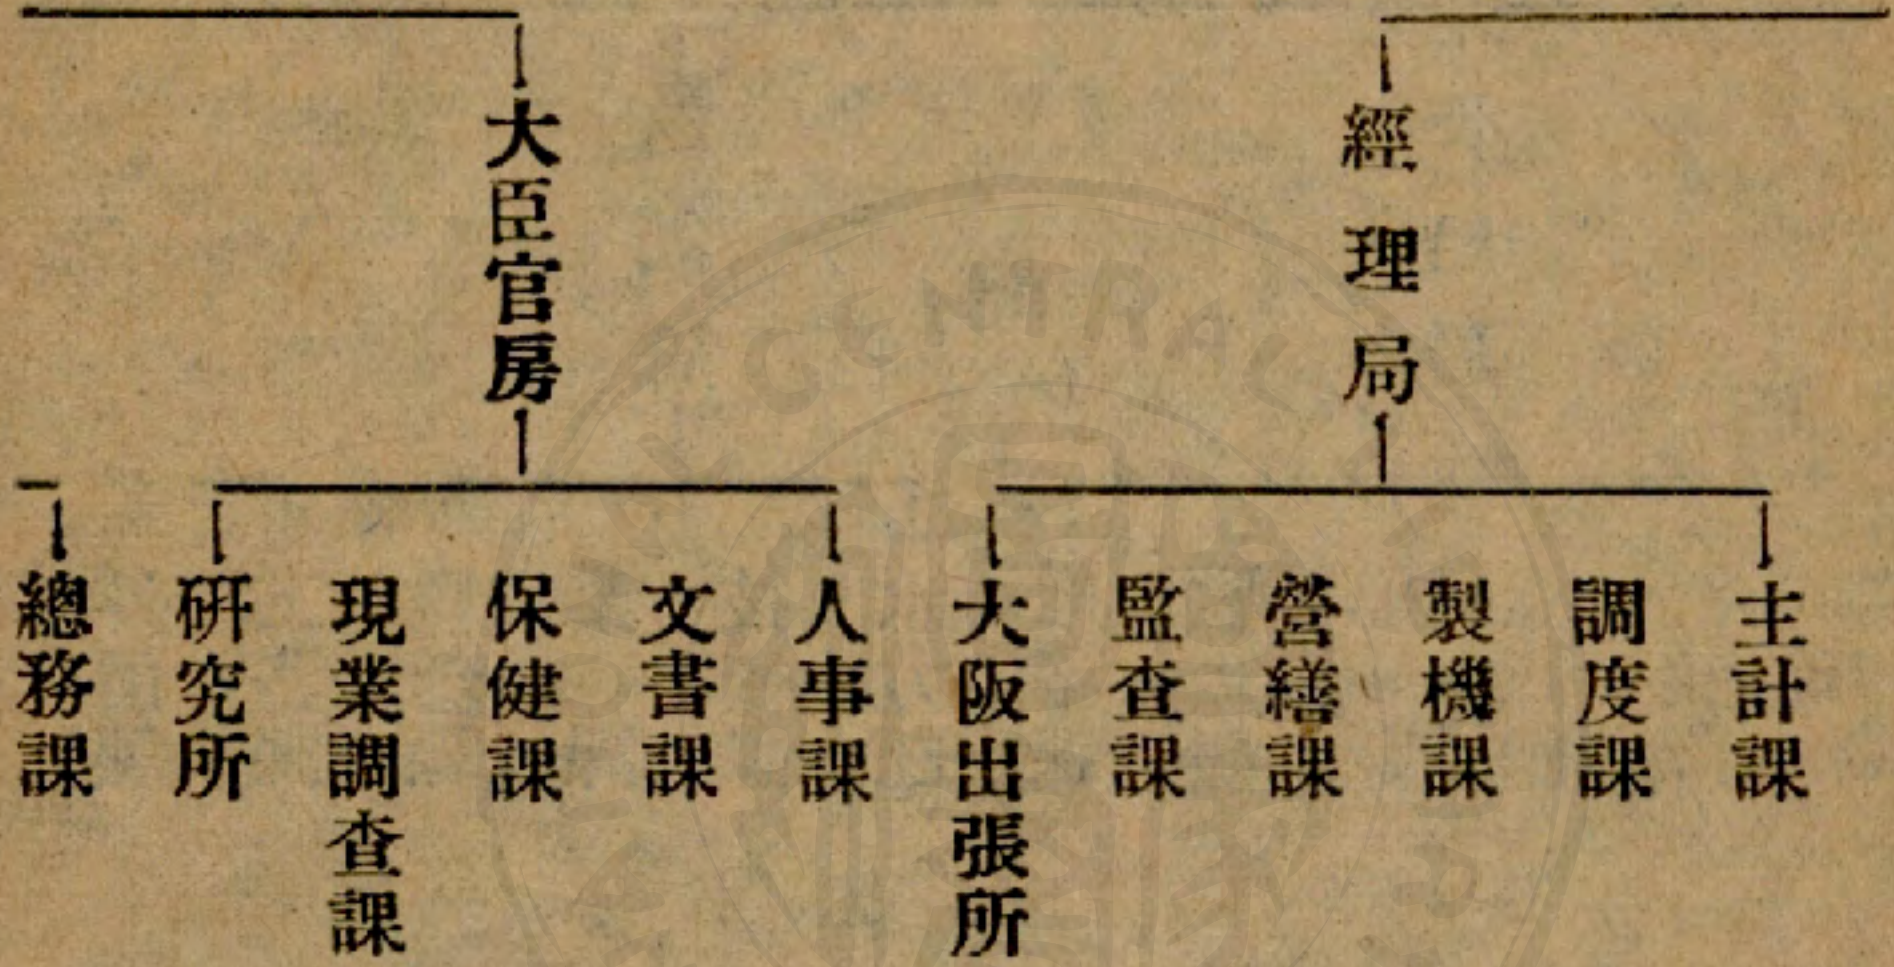 經理局
主計課
調度課
製機課
營繕課
監查課
大阪出張所
大臣官房
人事課
文書課
保健課
現業調査課
研究所
總務課
CENTRAL